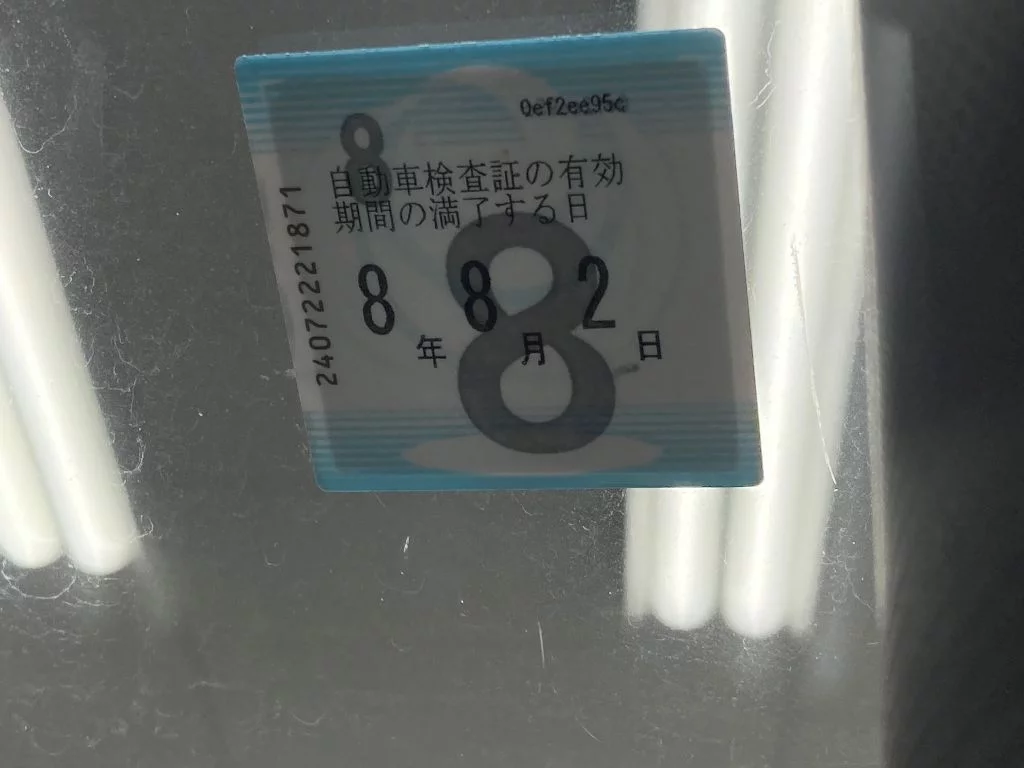 0ef2ee95c
8
自動車検査証の有効
期間の満了する日
8年 8月 2日
8
240722221871